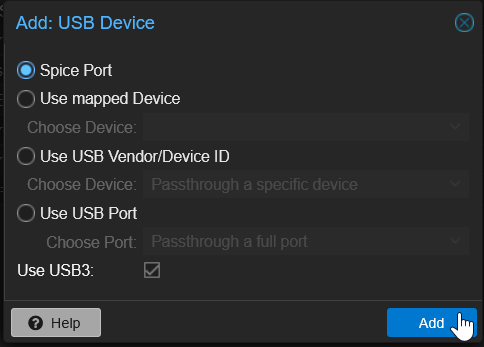 Add: USB Device
Spice Port
Use mapped Device
Choose Device:
Use USB Vendor/Device ID
Choose Device: Passthrough a specific device
Use USB Port
Choose Port: Passthrough a full port
Use USB3:
Help Add